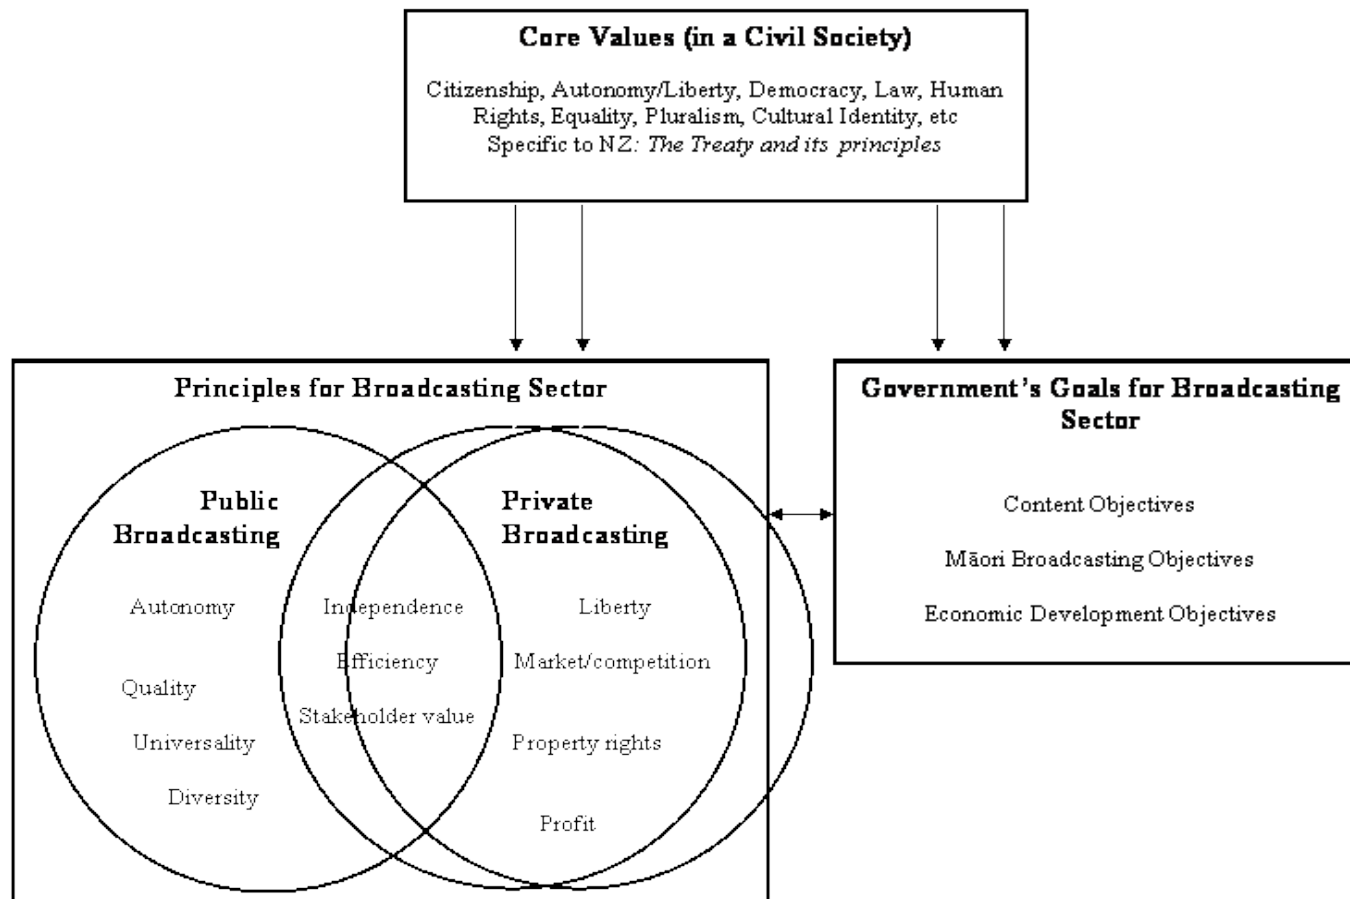 Core Values (in a Civil Society)
Citizenship, Autonomy/Liberty, Democracy, Law, Human
Rights, Equality, Pluralism, Cultural Identity, etc
Specific to NZ: The Treaty and its principles
Principles for Broadcasting Sector
Public
Broadcasting
Autonomy
Quality
Universality
Diversity
Independence
Efficiency
Stakeholder value
Private
Broadcasting
Liberty
Market/competition
Property rights
Profit
Government's Goals for Broadcasting
Sector
Content Objectives
Māori Broadcasting Objectives
Economic Development Objectives